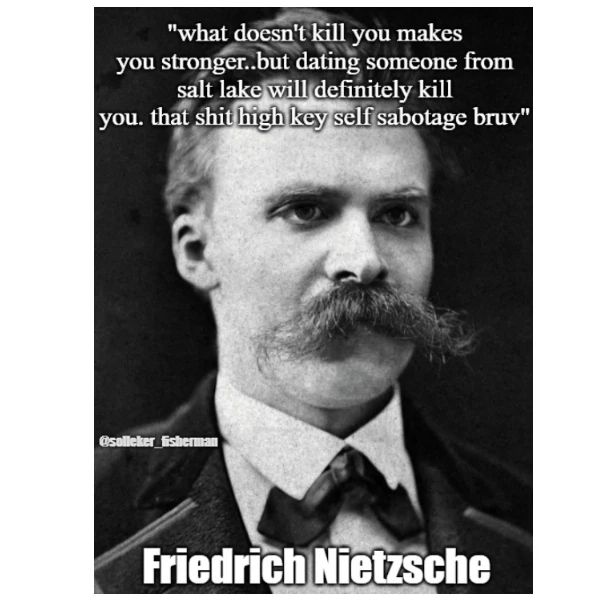 "what doesn't kill you makes
you stronger..but dating someone from
salt lake will definitely kill
you. that shit high key self sabotage bruv"
@solleker_fisherman
Friedrich Nietzsche